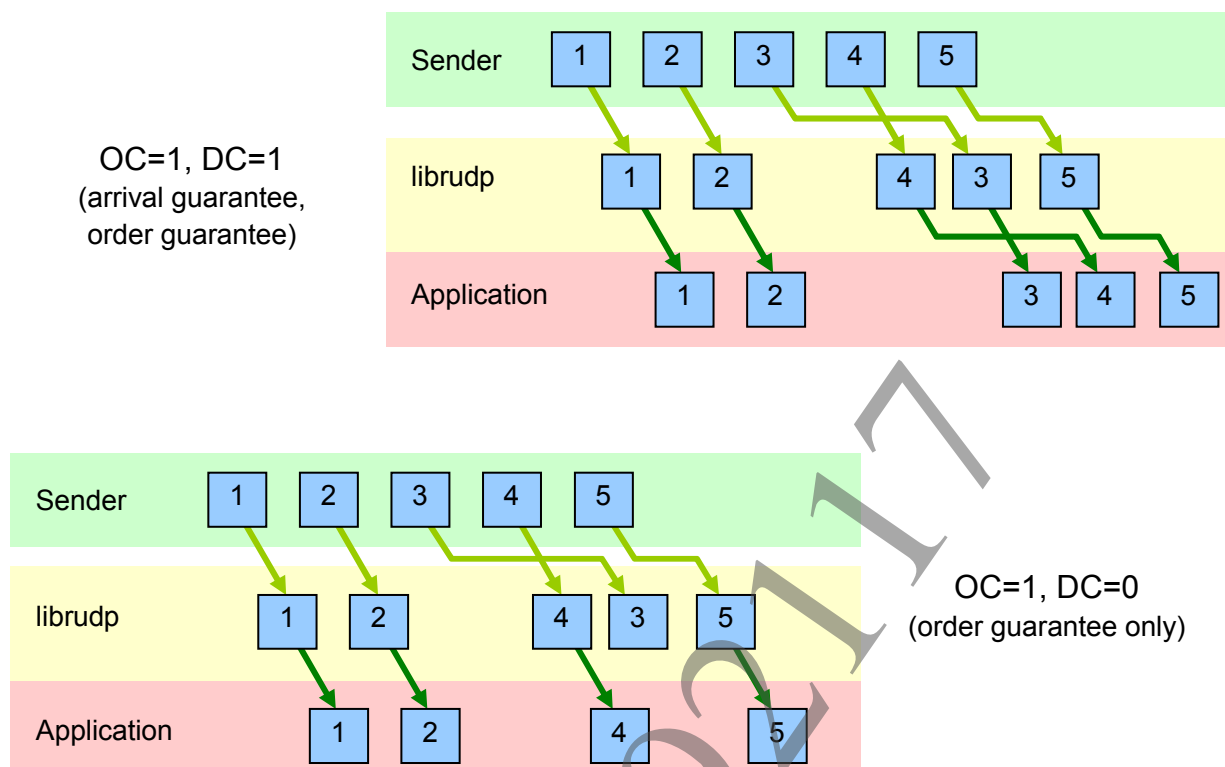 Sender 1 2 3 4 5
OC=1, DC=1
(arrival guarantee,
order guarantee)
librudp 1 2 4 3 5
Application 1 2 3 4 5
Sender 1 2 3 4 5
librudp 1 2 4 3 5
OC=1, DC=0
(order guarantee only)
Application 1 2 4 5
2117